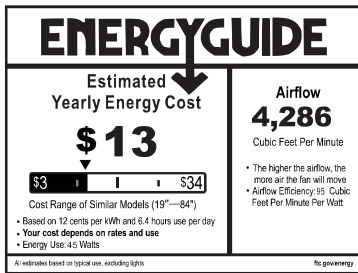 ENERGYGUIDE
Estimated
Yearly Energy Cost
$13
$3 $34
Cost Range of Similar Models (19"—84")
• Based on 12 cents per kWh and 6.4 hours use per day
• Your cost depends on rates and use
• Energy Use: 45 Watts
Airflow
4,286
Cubic Feet Per Minute
• The higher the airflow, the
more air the fan will move
• Airflow Efficiency: 95 Cubic
Feet Per Minute Per Watt
All estimates based on typical use, excluding lights
ftc.gov/energy